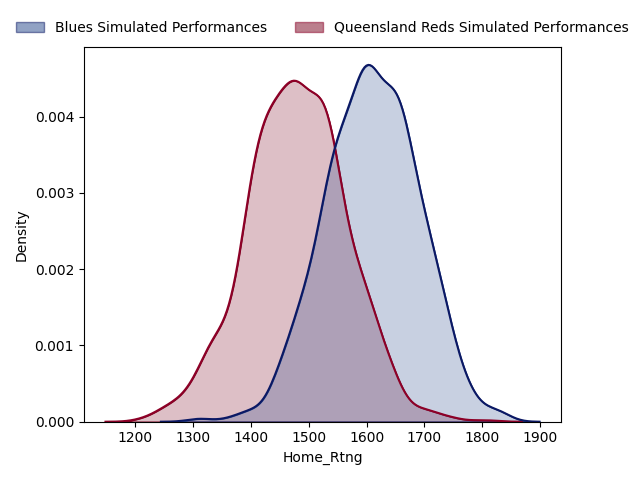 Blues Simulated Performances
Queensland Reds Simulated Performances
0.004
0.003
0.002
0.001
0.000
Density
1200 1300 1400 1500 1600 1700 1800 1900
Home_Rtng